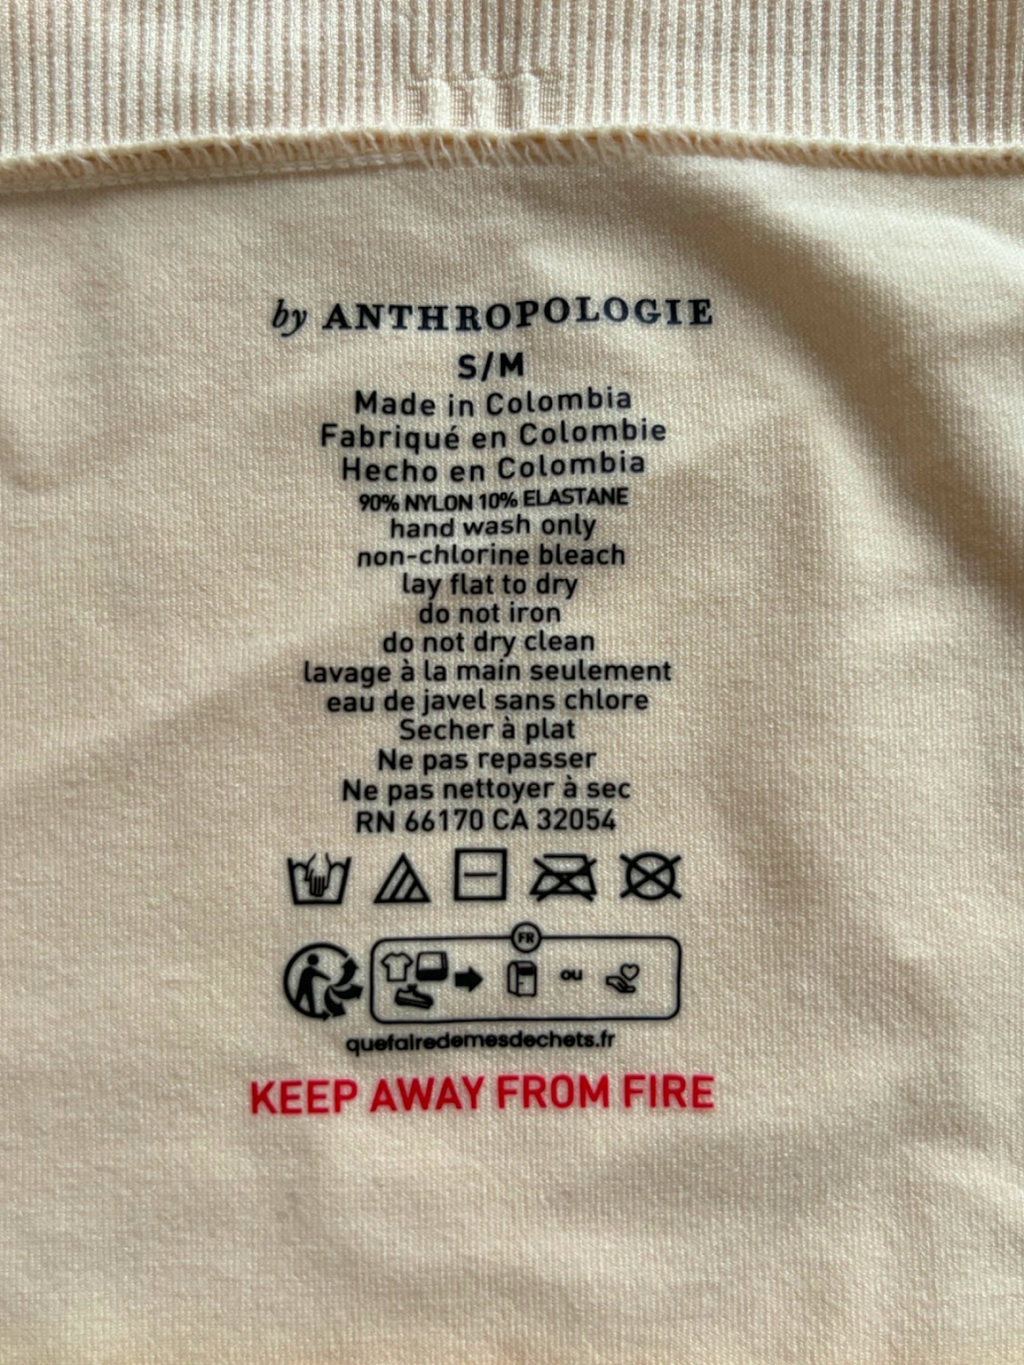 by ANTHROPOLOGIE
S/M
Made in Colombia
Fabriqué en Colombie
Hecho en Colombia
90% NYLON 10% ELASTANE
hand wash only
non-chlorine bleach
lay flat to dry
do not iron
do not dry clean
lavage à la main seulement
eau de javel sans chlore
Secher à plat
Ne pas repasser
Ne pas nettoyer à sec
RN 66170 CA 32054
FR
ou
quefairedemesdechets.fr
KEEP AWAY FROM FIRE